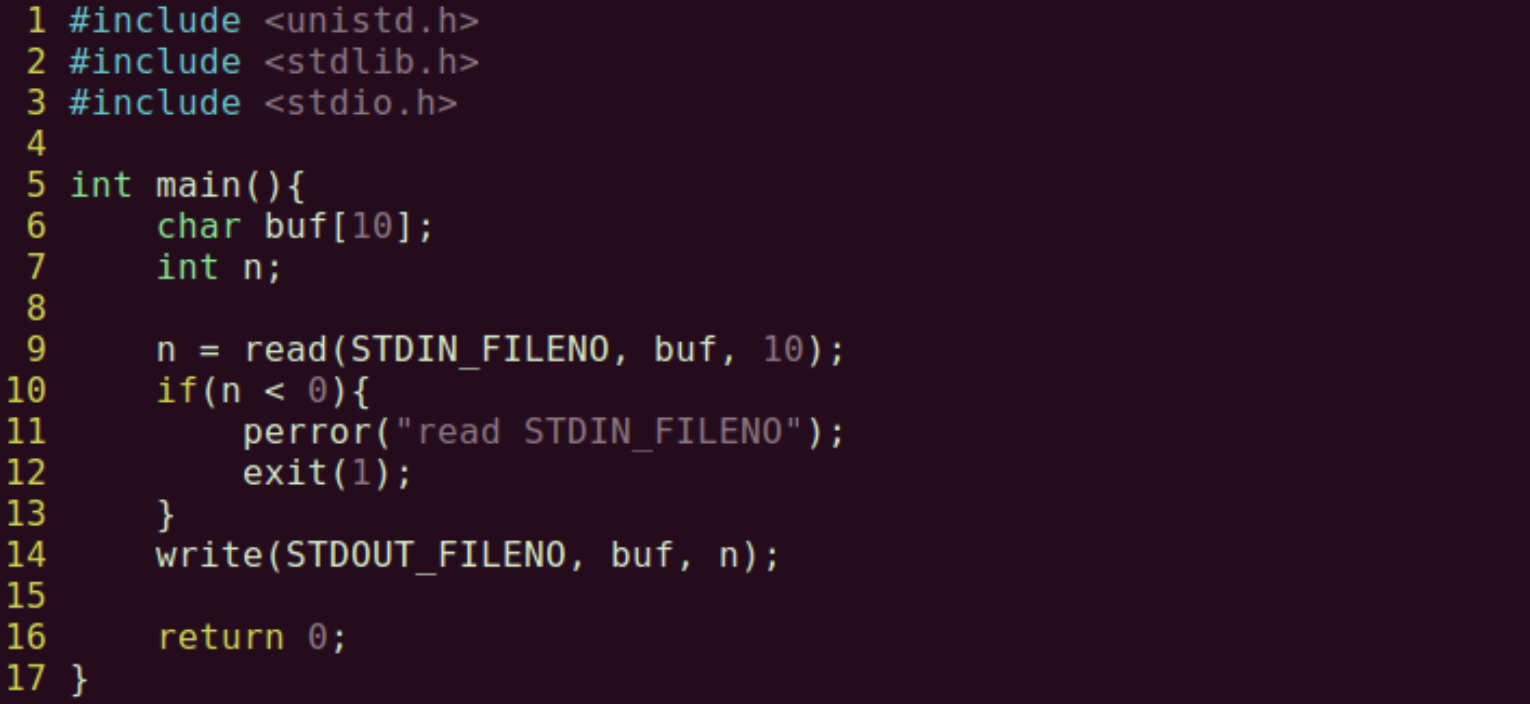 1 #include <unistd.h>
2 #include <stdlib.h>
3 #include <stdio.h>
4
5 int main(){
6     char buf[10];
7     int n;
8
9     n = read(STDIN_FILENO, buf, 10);
10     if(n < 0){
11         perror("read STDIN_FILENO");
12         exit(1);
13     }
14     write(STDOUT_FILENO, buf, n);
15
16     return 0;
17 }